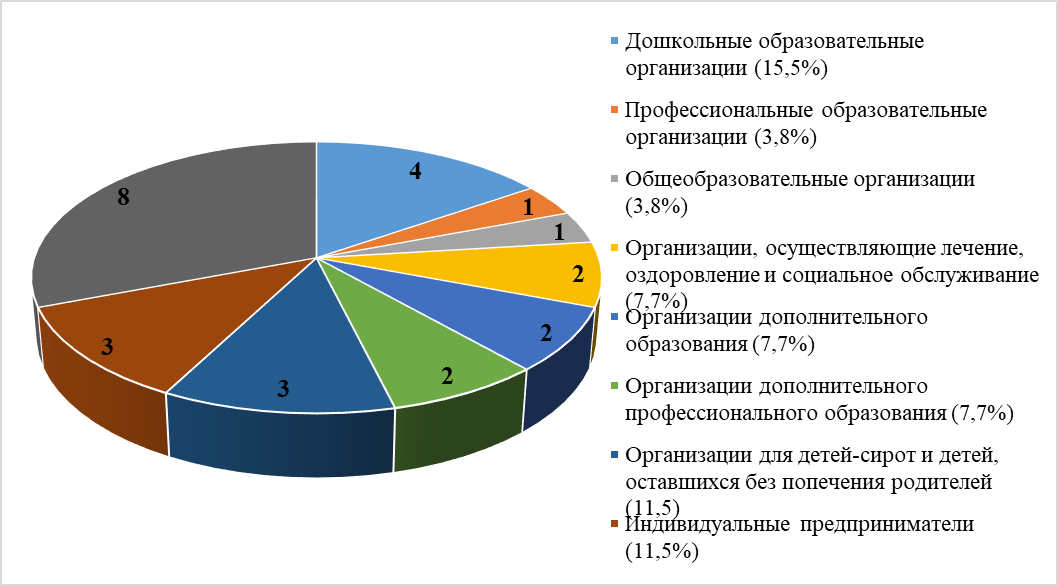 4
1
1
2
2
2
3
3
8
Дошкольные образовательные
организации (15,5%)
Профессиональные образовательные
организации (3,8%)
Общеобразовательные организации
(3,8%)
Организации, осуществляющие лечение,
оздоровление и социальное обслуживание
(7,7%)
Организации дополнительного
образования (7,7%)
Организации дополнительного
профессионального образования (7,7%)
Организации для детей-сирот и детей,
оставшихся без попечения родителей
(11,5)
Индивидуальные предприниматели
(11,5%)